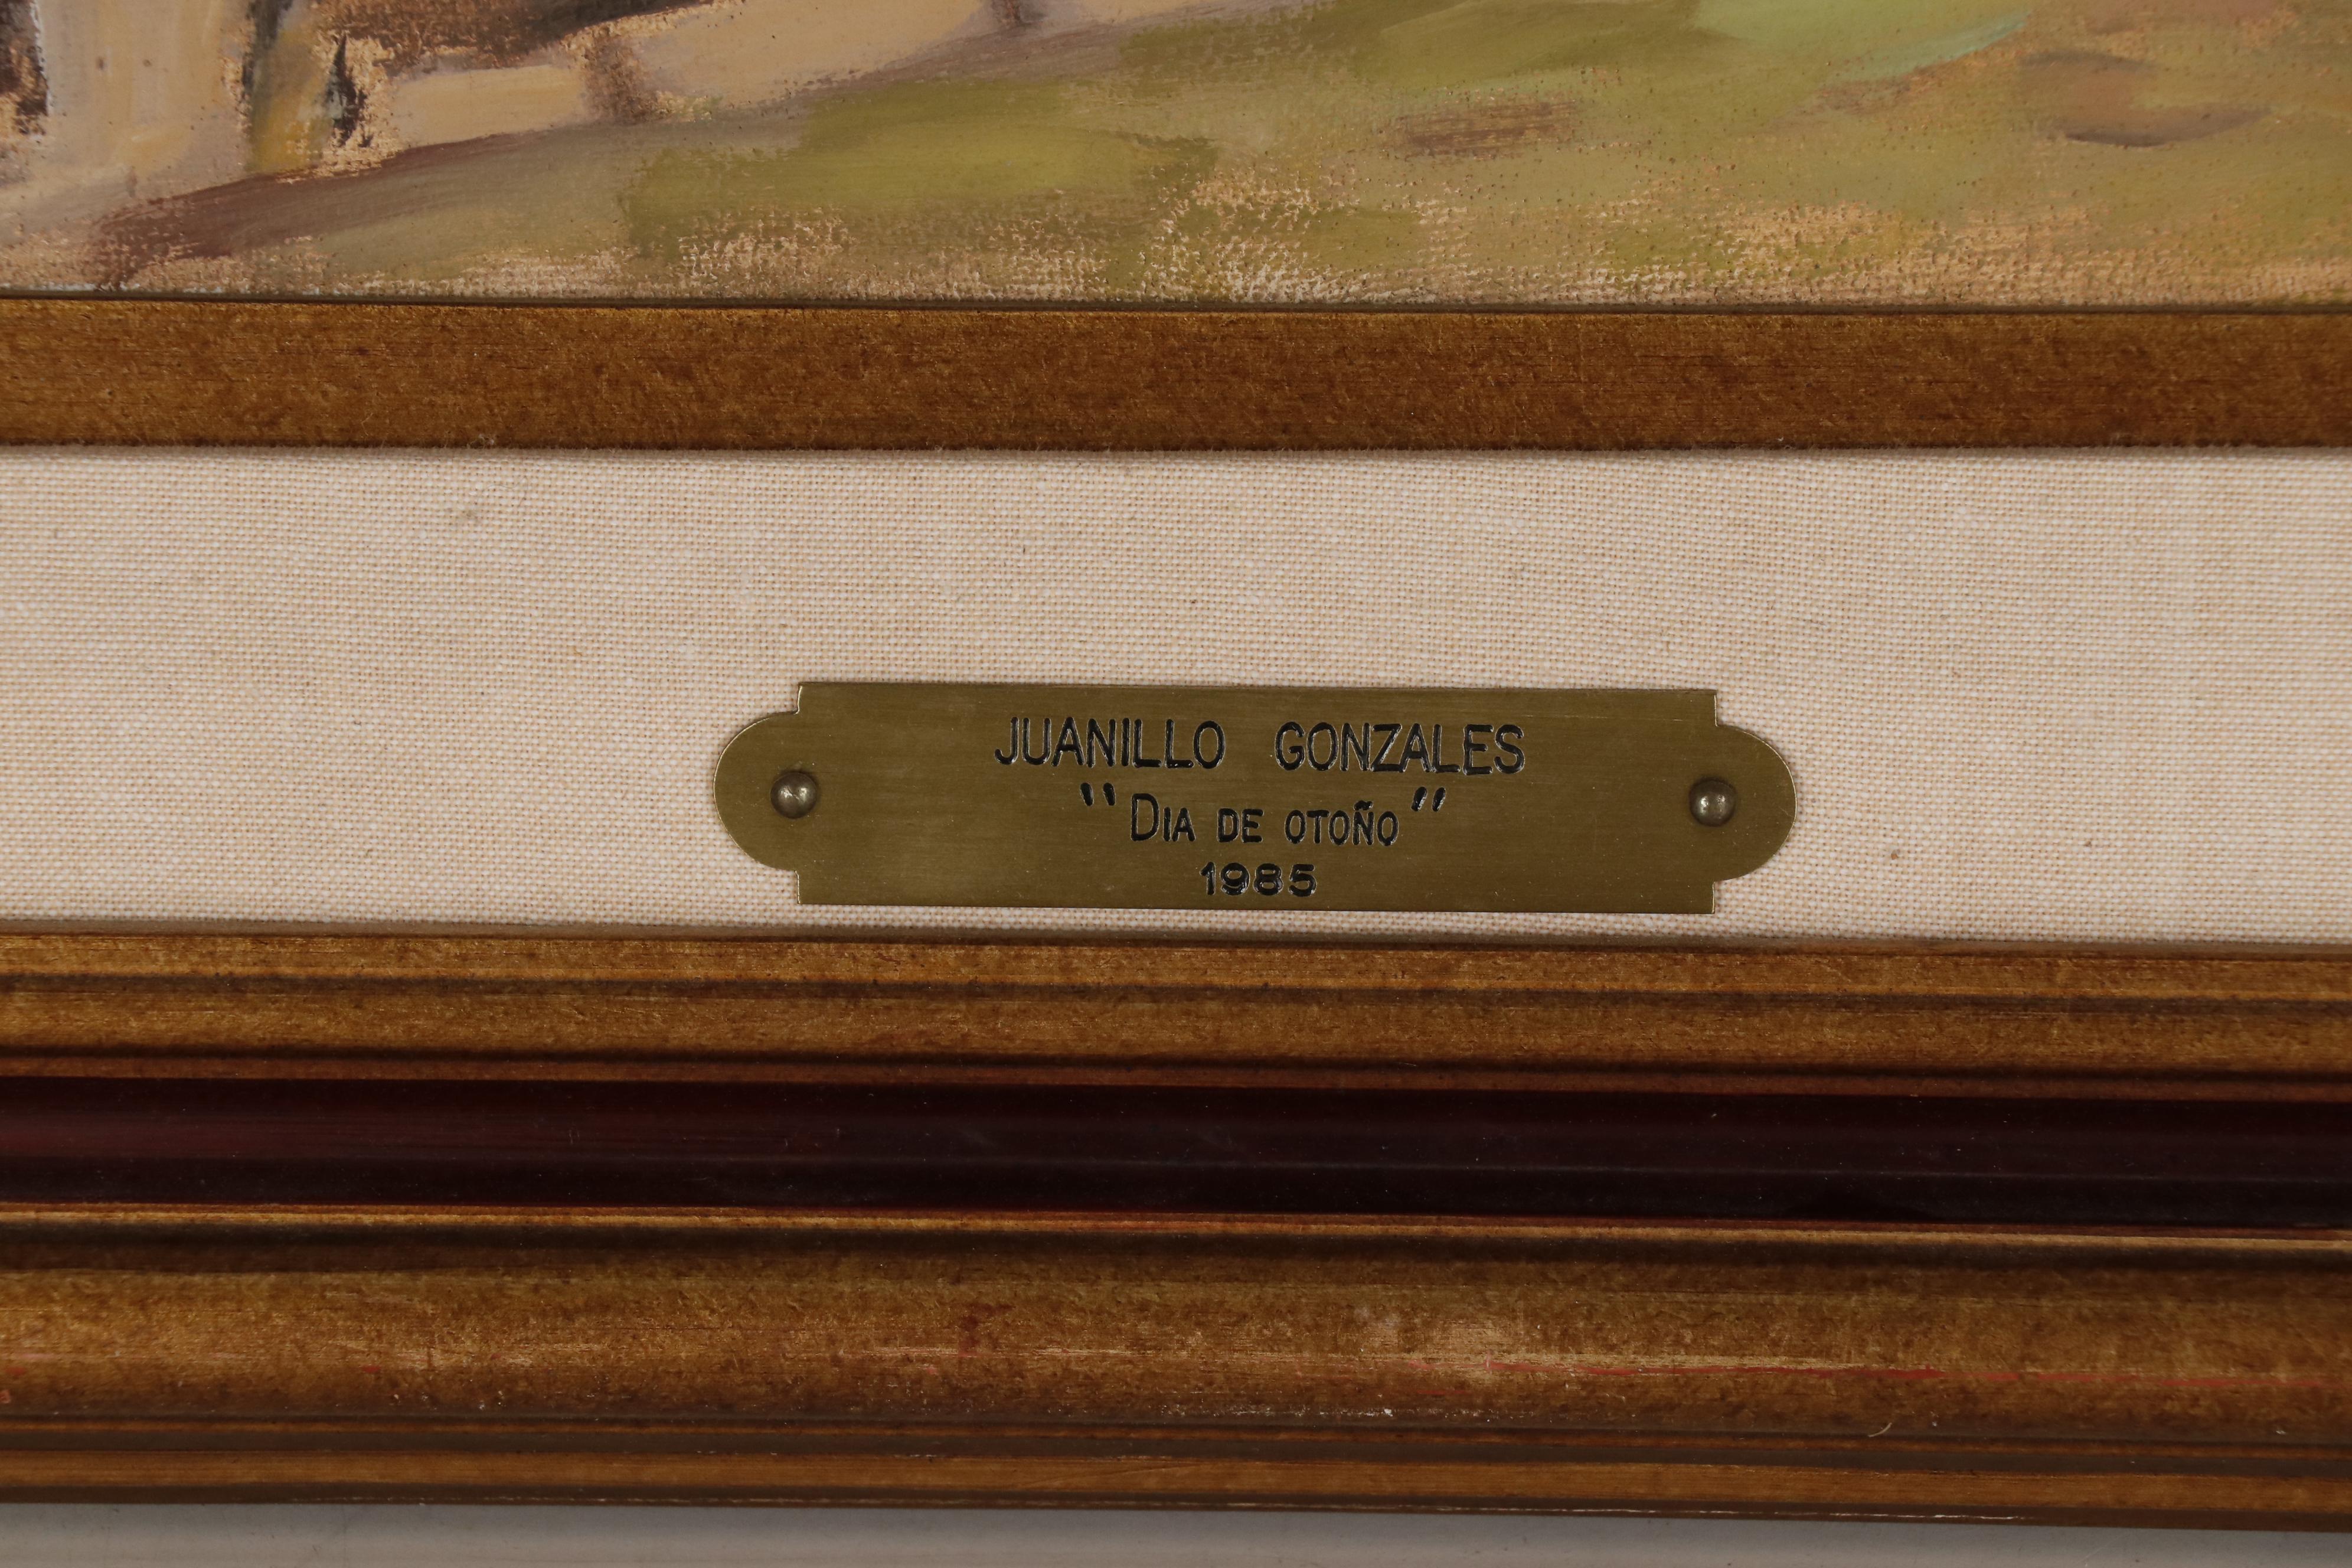 JUANILLO GONZALES
"DIA DE OTOÑO"
1985